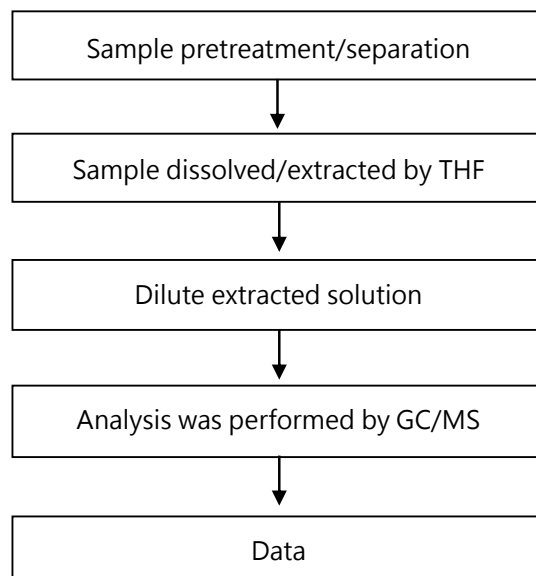 Sample pretreatment/separation
Sample dissolved/extracted by THF
Dilute extracted solution
Analysis was performed by GC/MS
Data